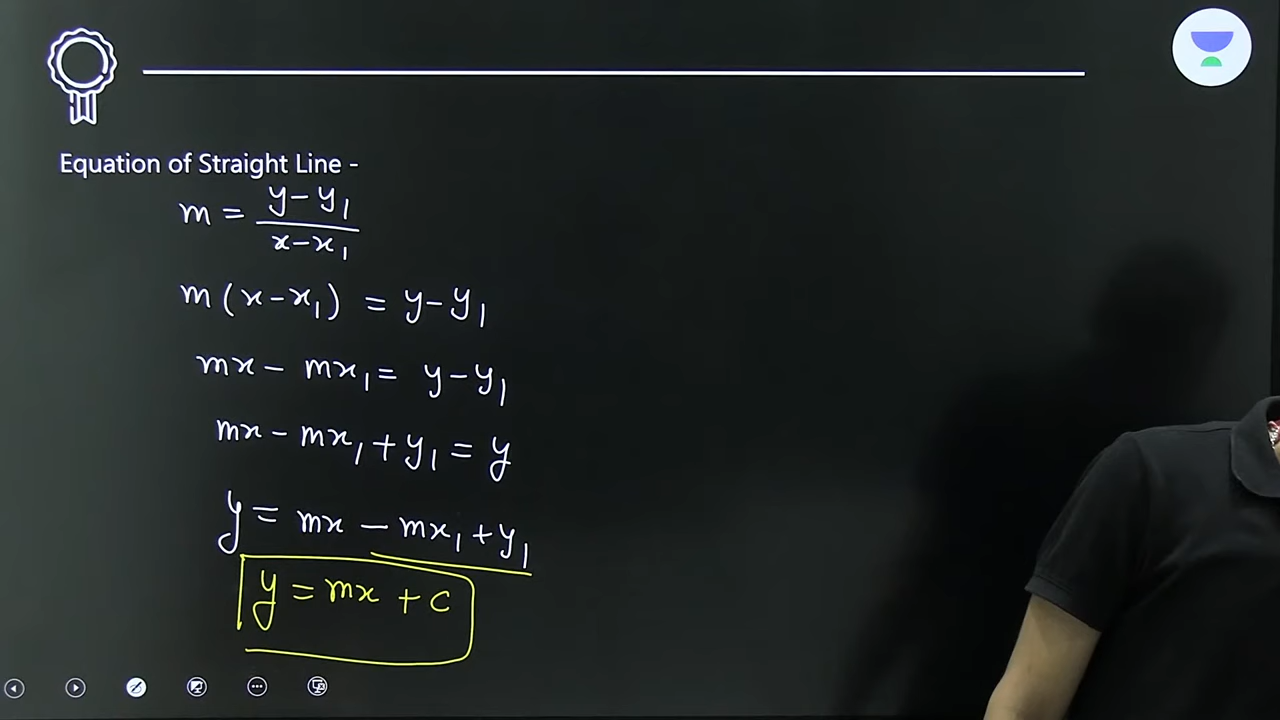 Equation of Straight Line -
m = y-y₁/x-x₁
m(x-x₁) = y-y₁
mx - mx₁ = y-y₁
mx - mx₁ + y₁ = y
y = mx - mx₁ + y₁
y = mx + c